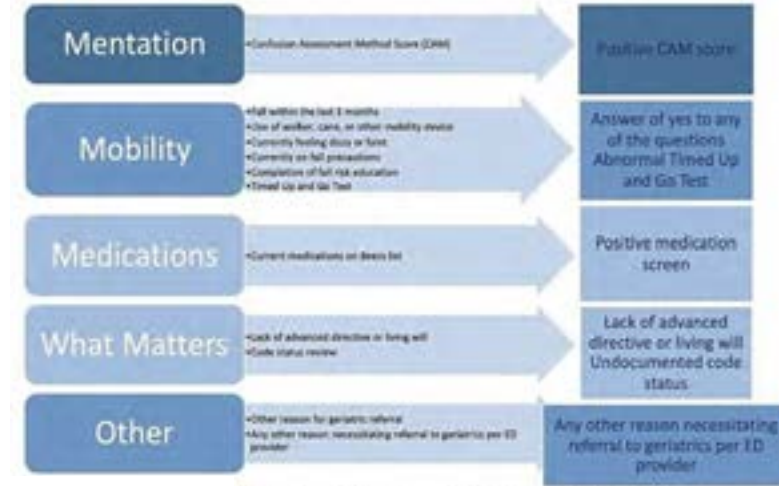 Mentation
•Confusion Assessment Method Score (CAM)
Positive CAM score
Mobility
•Fall within the last 3 months
•Use of walker, cane, or other mobility device
•Currently feeling dizzy or faint
•Currently on fall precautions
•Completion of fall risk education
•Timed Up and Go Test
Answer of yes to any
of the questions
Abnormal Timed Up
and Go Test
Medications
•Current medications on Beers list
Positive medication
screen
What Matters
•Lack of advanced directive or living will
•Code status review
Lack of advanced
directive or living will
Undocumented code
status
Other
•Other reason for geriatric referral
•Any other reason necessitating referral to geriatrics per ED
provider
Any other reason necessitating
referral to geriatrics per ED
provider